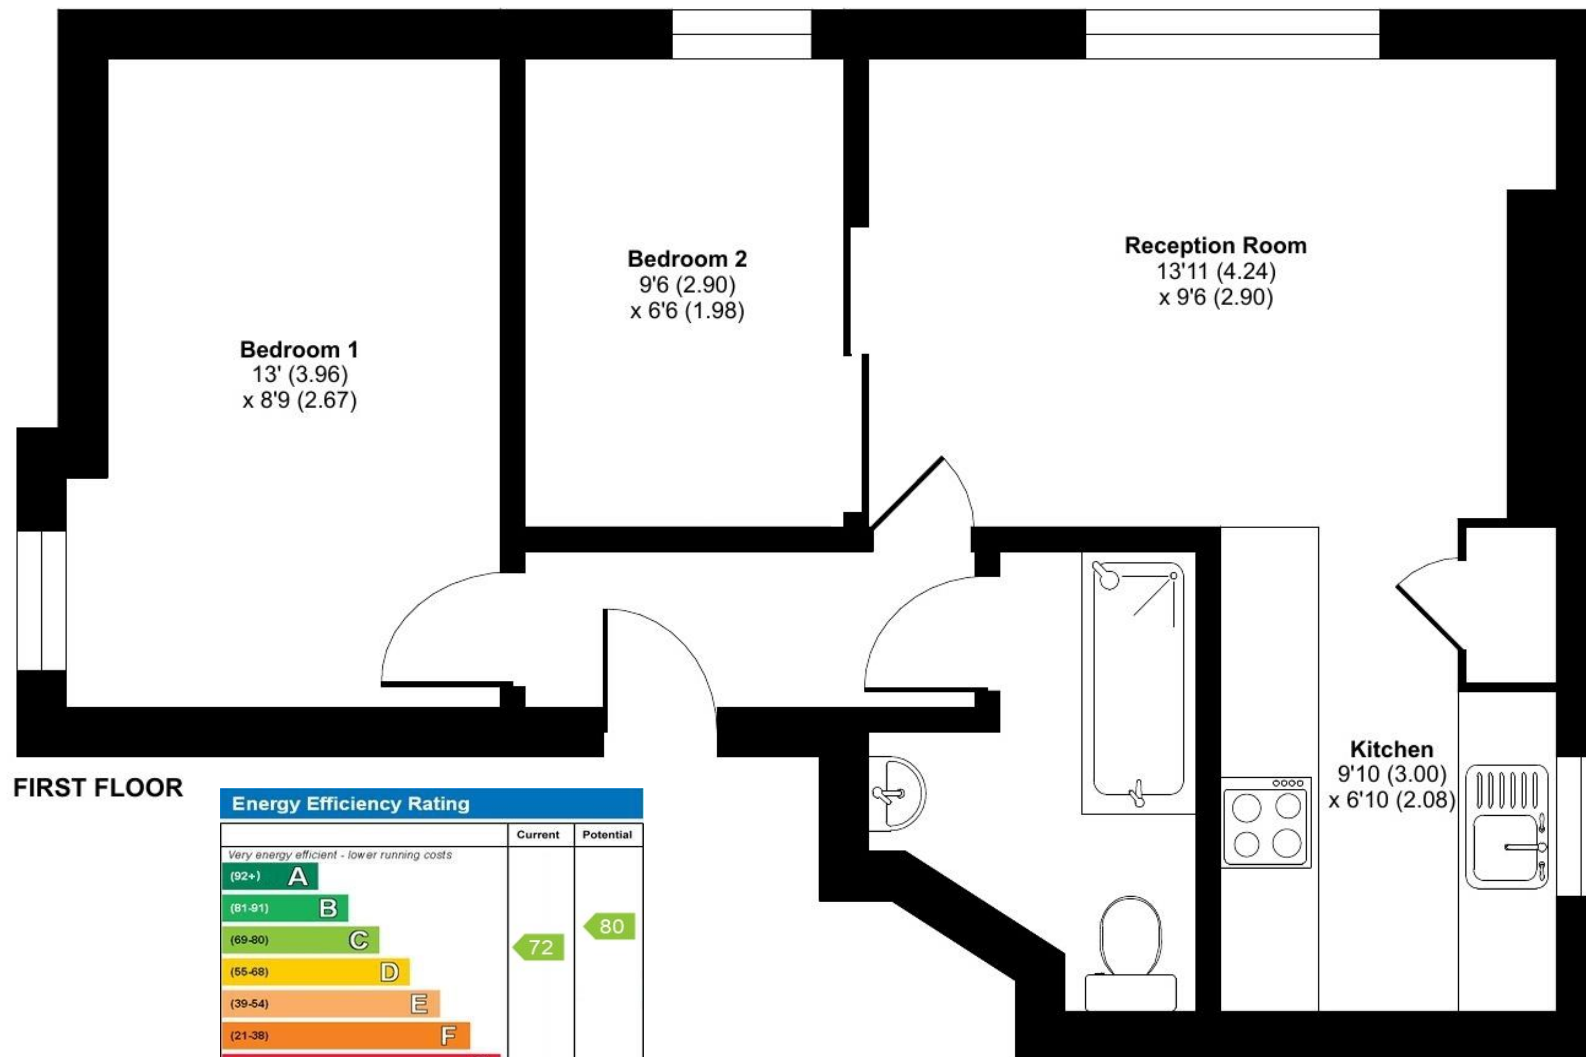 Bedroom 1
13' (3.96)
x 8'9 (2.67)
Bedroom 2
9'6 (2.90)
x 6'6 (1.98)
Reception Room
13'11 (4.24)
x 9'6 (2.90)
Kitchen
9'10 (3.00)
x 6'10 (2.08)
FIRST FLOOR
Energy Efficiency Rating
Current Potential
Very energy efficient - lower running costs
(92+) A
(81-91) B
(69-80) C
(55-68) D
(39-54) E
(21-38) F
72
80